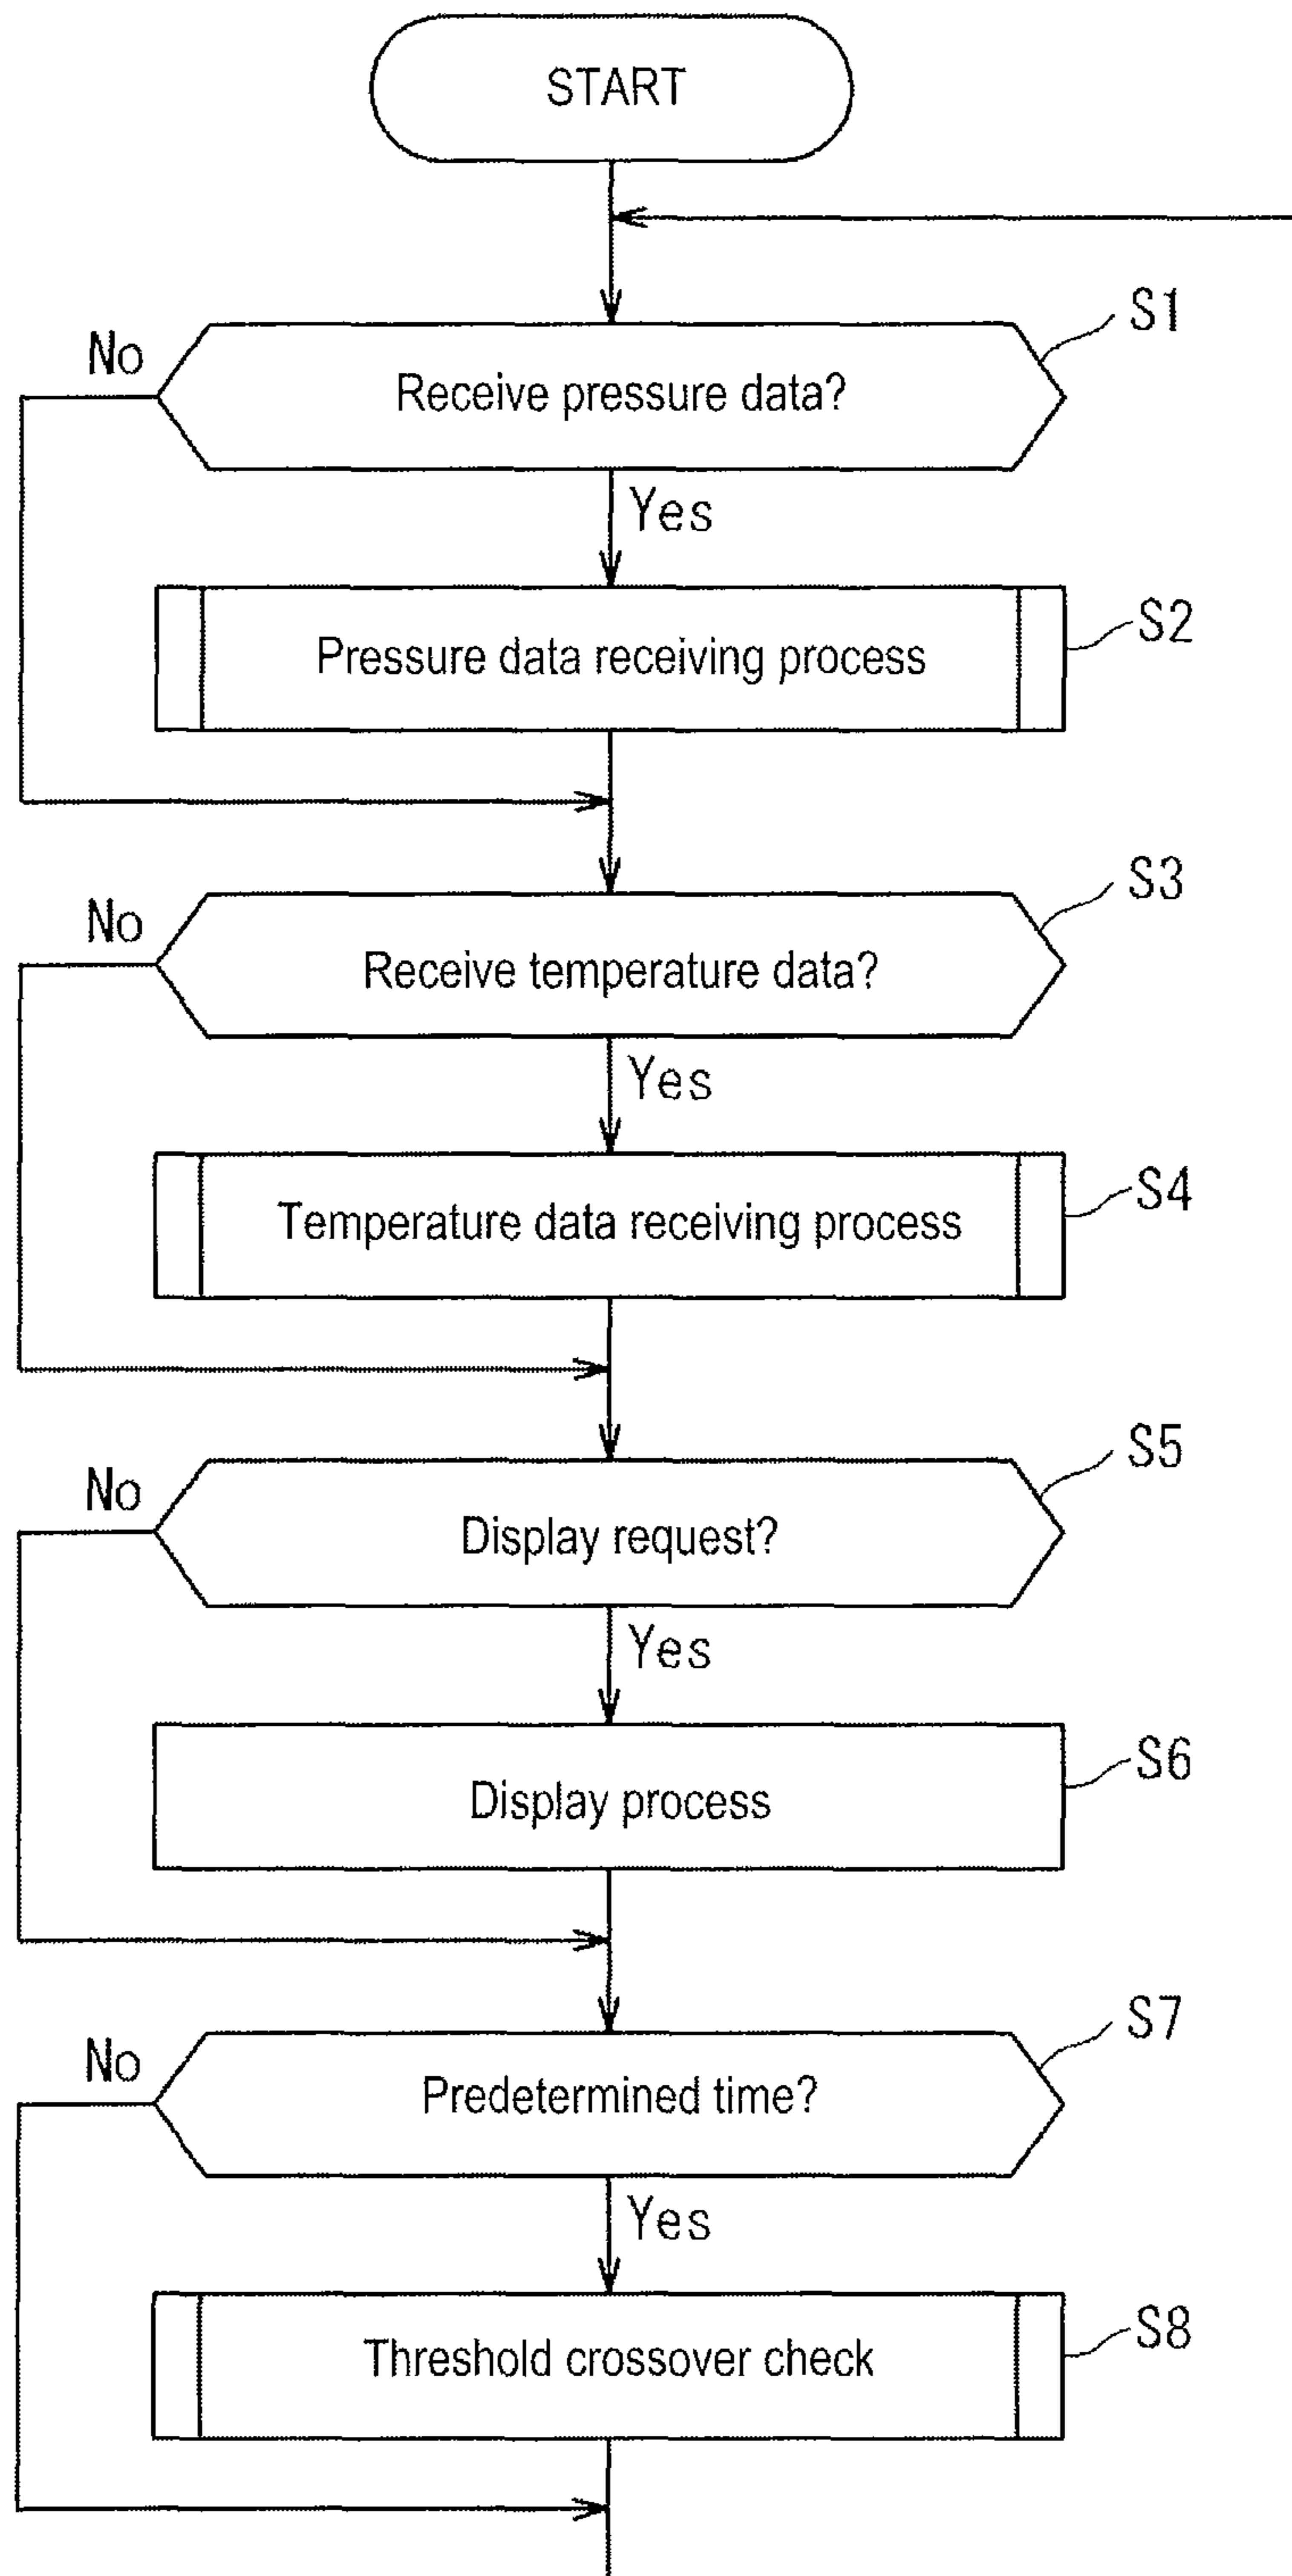 START
S1
No
Receive pressure data?
Yes
S2
Pressure data receiving process
S3
No
Receive temperature data?
Yes
S4
Temperature data receiving process
S5
No
Display request?
Yes
S6
Display process
S7
No
Predetermined time?
Yes
S8
Threshold crossover check